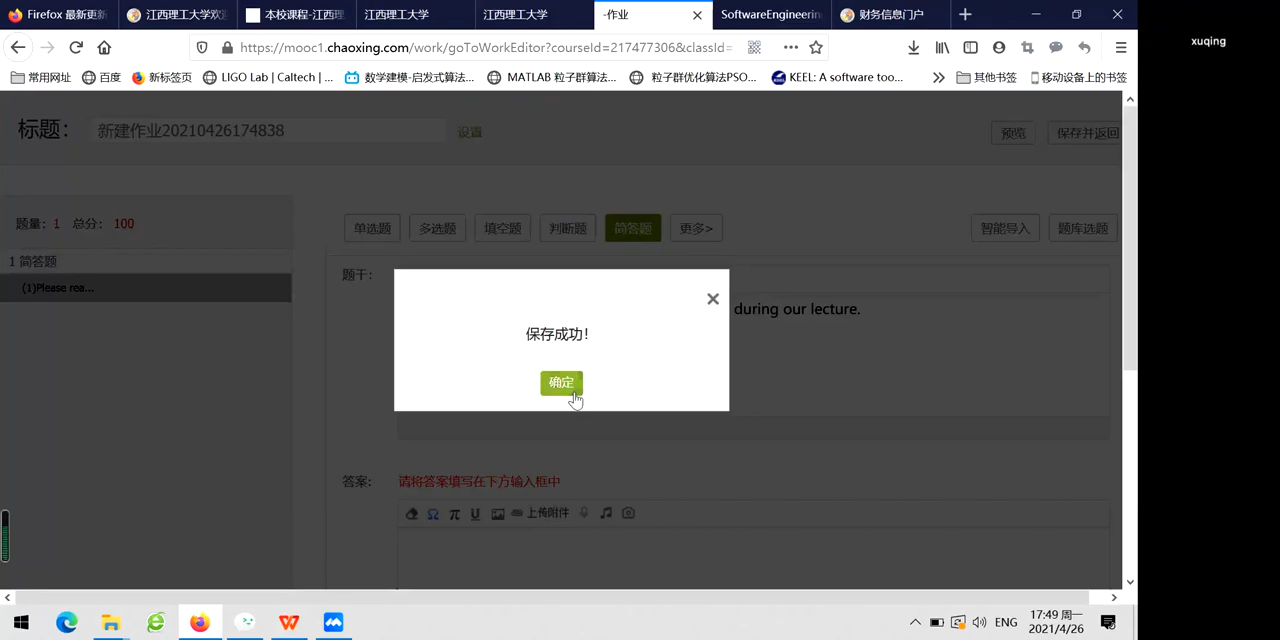 Firefox 最新更新
江西理工大学欢迎
本校课程-江西理
江西理工大学
江西理工大学
-作业
SoftwareEngineerin
财务信息门户
https://mooc1.chaoxing.com/work/goToWorkEditor?courseId=217477306&classId=
常用网址
百度
新标签页
LIGO Lab | Caltech | ...
数学建模-启发式算法...
MATLAB 粒子群算法...
粒子群优化算法PSO...
KEEL: A software too...
其他书签
移动设备上的书签
xuqing
标题：
新建作业20210426174838
设置
预览
保存并返回
题量：1 总分：100
单选题
多选题
填空题
判断题
简答题
更多>
智能导入
题库选题
1 简答题
(1)Please rea...
题干：
during our lecture.
保存成功！
确定
答案：
请将答案填写在下方输入框中
上传附件
ENG
17:49 周一
2021/4/26